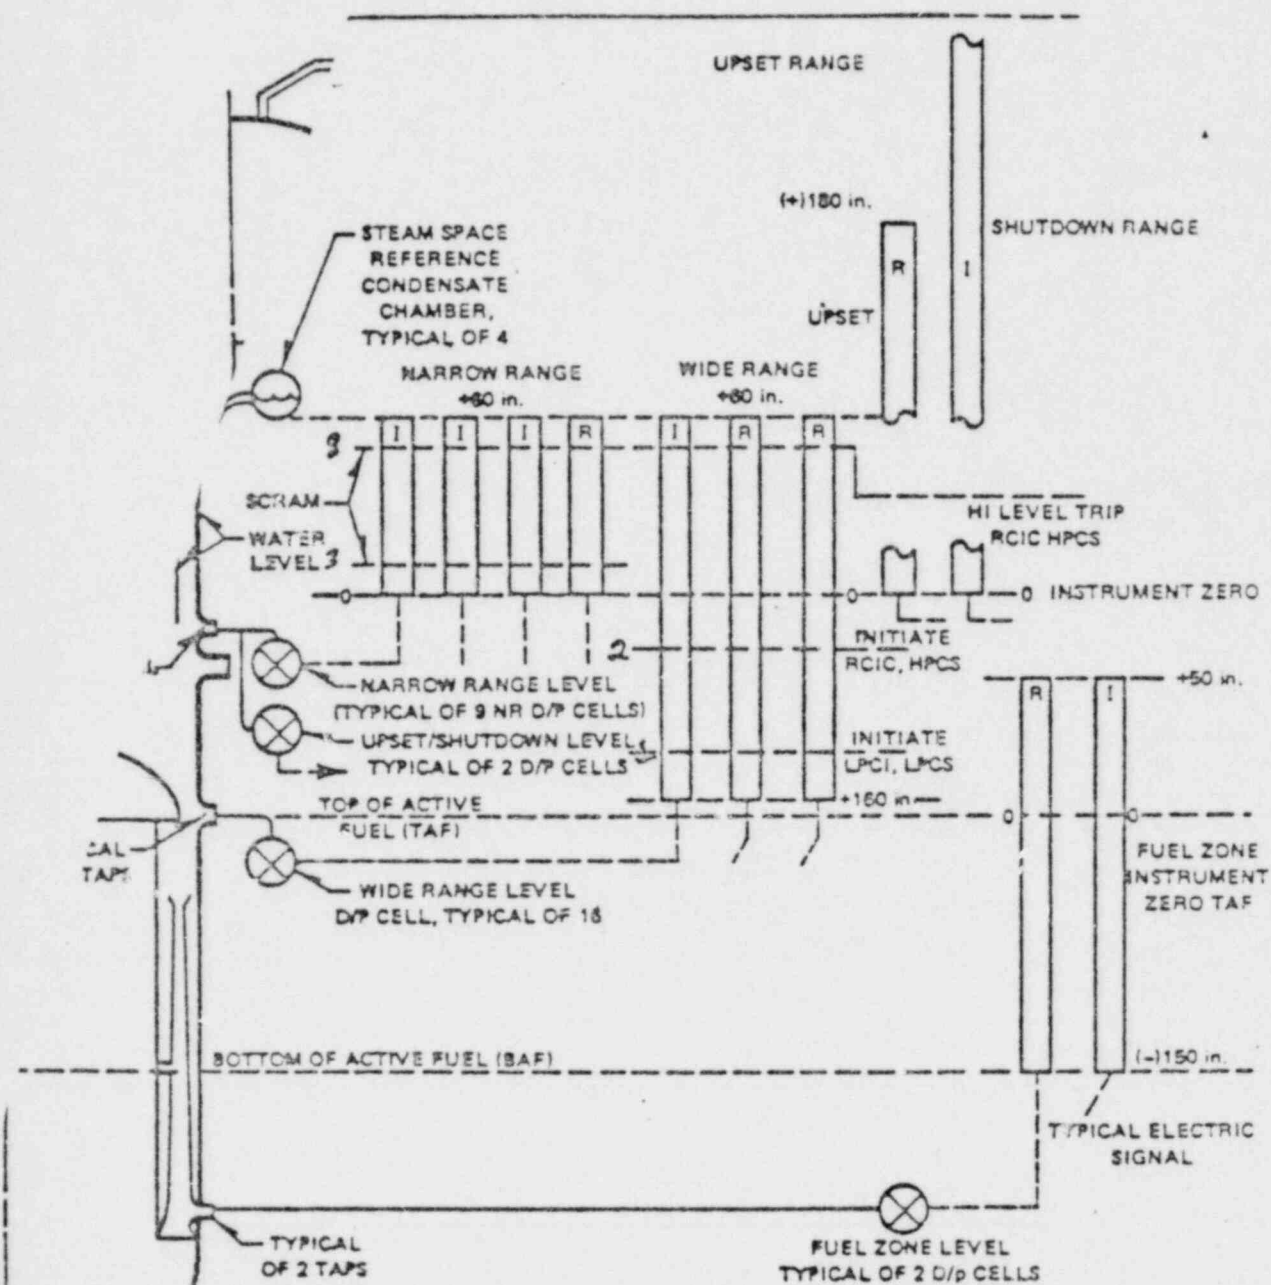 UPSET RANGE
(+)180 in.
SHUTDOWN RANGE
R
I
UPSET
STEAM SPACE
REFERENCE
CONDENSATE
CHAMBER,
TYPICAL OF 4
NARROW RANGE
+60 in.
WIDE RANGE
+60 in.
I
I
I
R
I
R
R
SCRAM
WATER
LEVEL 3
HI LEVEL TRIP
RCIC HPCS
0
0
0 INSTRUMENT ZERO
2
INITIATE
RCIC, HPCS
NARROW RANGE LEVEL
(TYPICAL OF 9 NR D/P CELLS)
UPSET/SHUTDOWN LEVEL
TYPICAL OF 2 D/P CELLS
INITIATE
LPCI, LPCS
R
I
+50 in.
TOP OF ACTIVE
FUEL (TAF)
+160 in
0
0
CAL
TAPS
WIDE RANGE LEVEL
D/P CELL, TYPICAL OF 16
FUEL ZONE
INSTRUMENT
ZERO TAF
BOTTOM OF ACTIVE FUEL (BAF)
(-)150 in.
TYPICAL ELECTRIC
SIGNAL
TYPICAL
OF 2 TAPS
FUEL ZONE LEVEL
TYPICAL OF 2 D/p CELLS